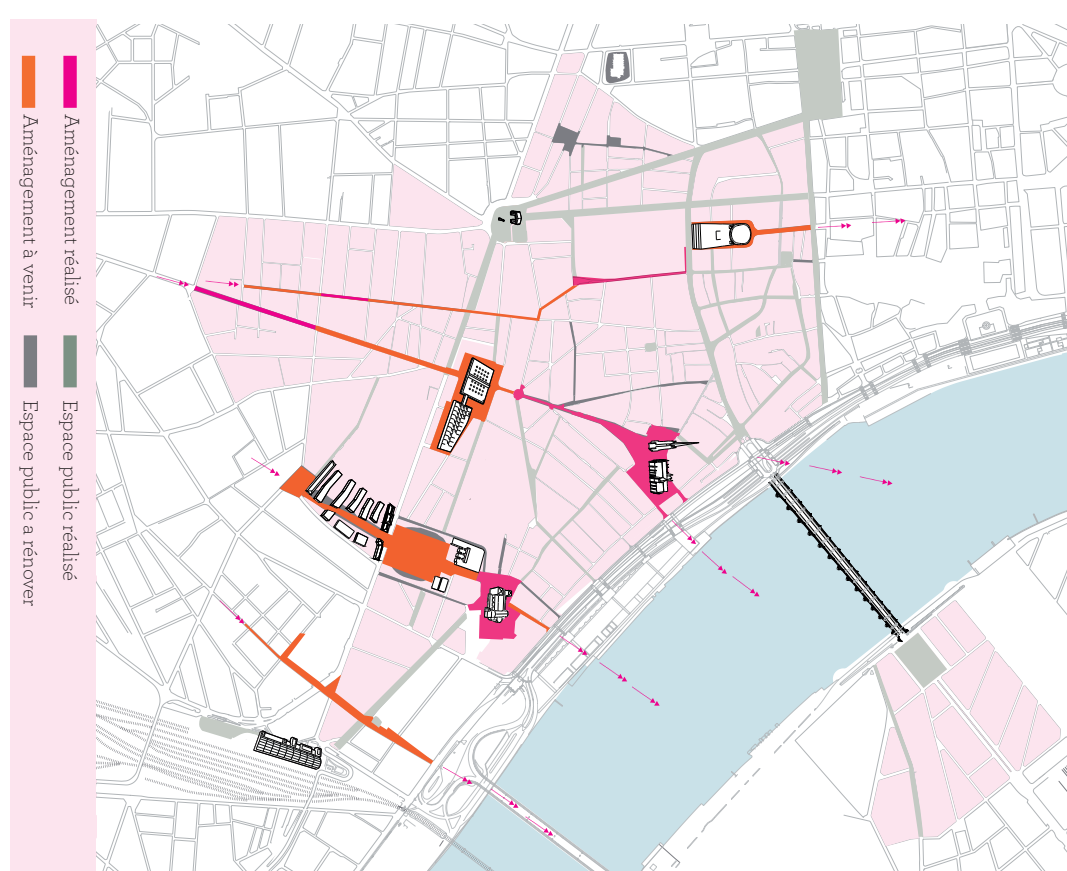 Aménagement réalisé
Aménagement à venir
Espace public réalisé
Espace public a rénover